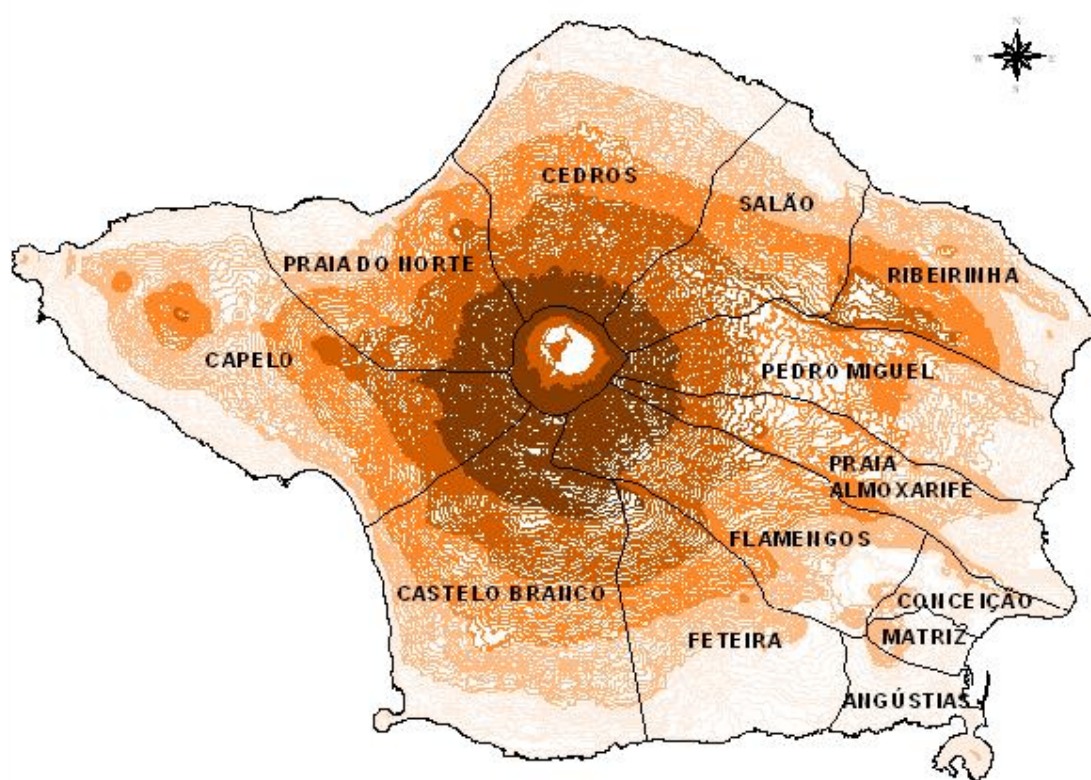 N
W E
S
CEDROS
SALÃO
PRAIA DO NORTE
RIBEIRINHA
CAPELO
PEDRO MIGUEL
PRAIA
ALMOXARIFE
FLAMENGOS
CASTELO BRANCO
CONCEIÇÃO
FETEIRA
MATRIZ
ANGÚSTIAS